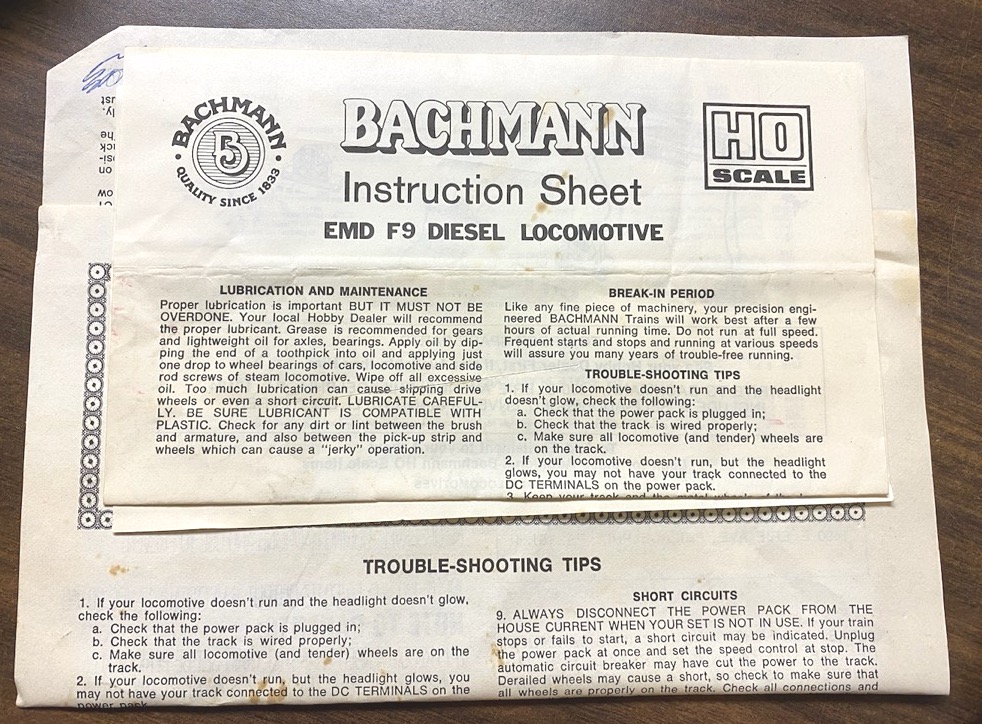 BACHMANN
B
QUALITY SINCE 1833
BACHMANN
HO
SCALE
Instruction Sheet
EMD F9 DIESEL LOCOMOTIVE
LUBRICATION AND MAINTENANCE
Proper lubrication is important BUT IT MUST NOT BE
OVERDONE. Your local Hobby Dealer will recommend
the proper lubricant. Grease is recommended for gears
and lightweight oil for axles, bearings. Apply oil by dip-
ping the end of a toothpick into oil and applying just
one drop to wheel bearings of cars, locomotive and side
rod screws of steam locomotive. Wipe off all excessive
oil. Too much lubrication can cause slipping drive
wheels or even a short circuit. LUBRICATE CAREFUL-
LY. BE SURE LUBRICANT IS COMPATIBLE WITH
PLASTIC. Check for any dirt or lint between the brush
and armature, and also between the pick-up strip and
wheels which can cause a "jerky" operation.
BREAK-IN PERIOD
Like any fine piece of machinery, your precision engi-
neered BACHMANN Trains will work best after a few
hours of actual running time. Do not run at full speed.
Frequent starts and stops and running at various speeds
will assure you many years of trouble-free running.
TROUBLE-SHOOTING TIPS
1. If your locomotive doesn't run and the headlight
doesn't glow, check the following:
a. Check that the power pack is plugged in;
b. Check that the track is wired properly;
c. Make sure all locomotive (and tender) wheels are
on the track.
2. If your locomotive doesn't run, but the headlight
glows, you may not have your track connected to the
DC TERMINALS on the power pack.
3. Keep your track and the metal wheels of the
TROUBLE-SHOOTING TIPS
1. If your locomotive doesn't run and the headlight doesn't glow,
check the following:
a. Check that the power pack is plugged in;
b. Check that the track is wired properly;
c. Make sure all locomotive (and tender) wheels are on the
track.
2. If your locomotive doesn't run, but the headlight glows, you
may not have your track connected to the DC TERMINALS on the
power pack.
SHORT CIRCUITS
9. ALWAYS DISCONNECT THE POWER PACK FROM THE
HOUSE CURRENT WHEN YOUR SET IS NOT IN USE. If your train
stops or fails to start, a short circuit may be indicated. Unplug
the power pack at once and set the speed control at stop. The
automatic circuit breaker may have cut the power to the track.
Derailed wheels may cause a short, so check to make sure that
all wheels are properly on the track. Check all connections and